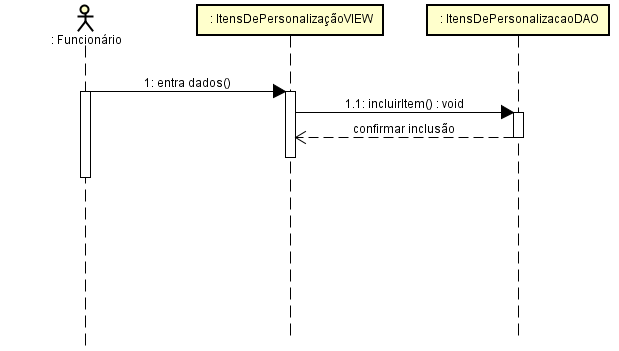 : Funcionário
: ItensDePersonalizaçãoVIEW
: ItensDePersonalizacaoDAO
1: entra dados()
1.1: incluirItem() : void
confirmar inclusão